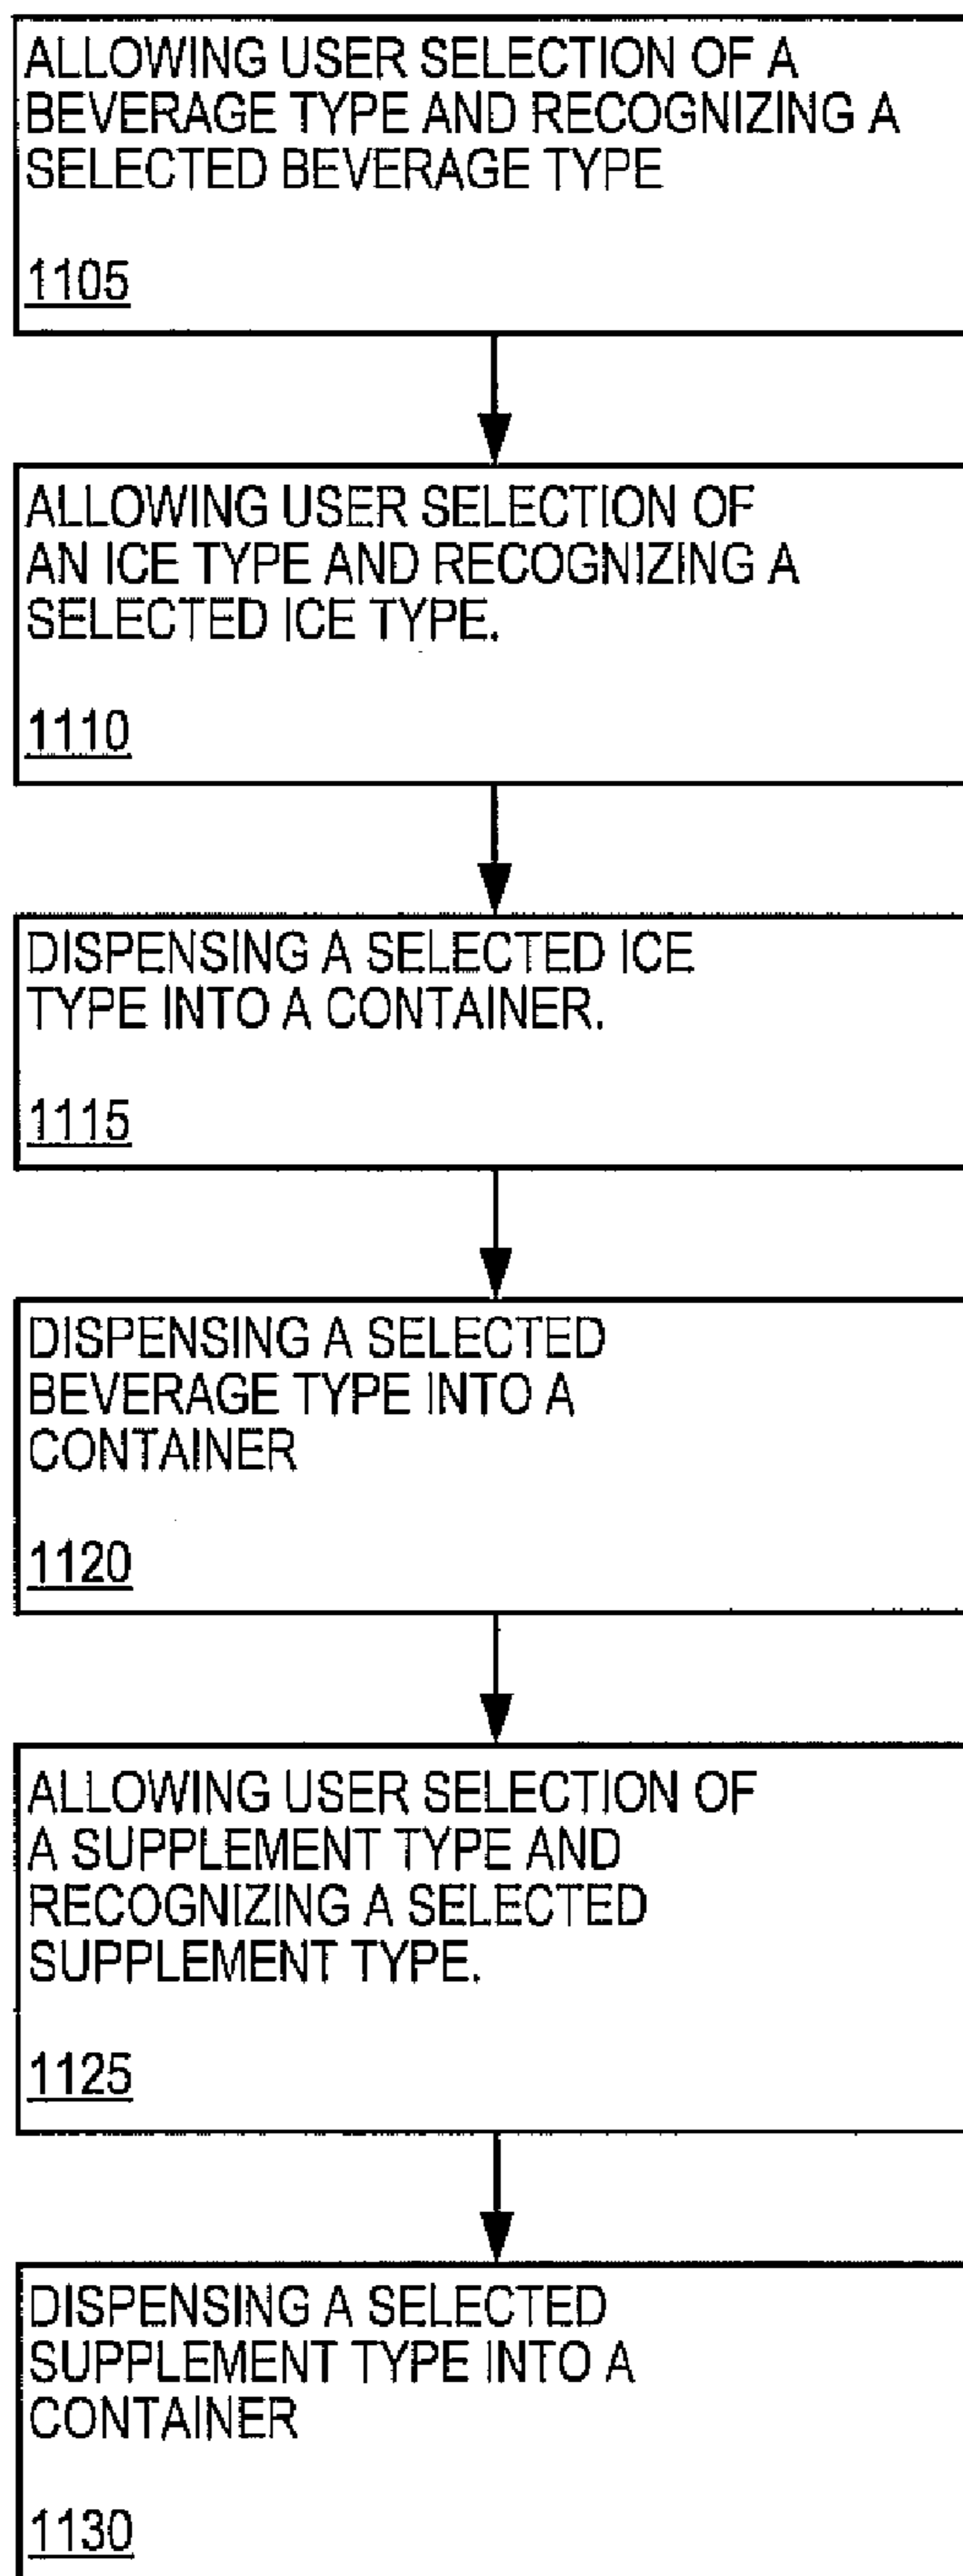 ALLOWING USER SELECTION OF A
BEVERAGE TYPE AND RECOGNIZING A
SELECTED BEVERAGE TYPE
1105
ALLOWING USER SELECTION OF
AN ICE TYPE AND RECOGNIZING A
SELECTED ICE TYPE.
1110
DISPENSING A SELECTED ICE
TYPE INTO A CONTAINER.
1115
DISPENSING A SELECTED
BEVERAGE TYPE INTO A
CONTAINER
1120
ALLOWING USER SELECTION OF
A SUPPLEMENT TYPE AND
RECOGNIZING A SELECTED
SUPPLEMENT TYPE.
1125
DISPENSING A SELECTED
SUPPLEMENT TYPE INTO A
CONTAINER
1130